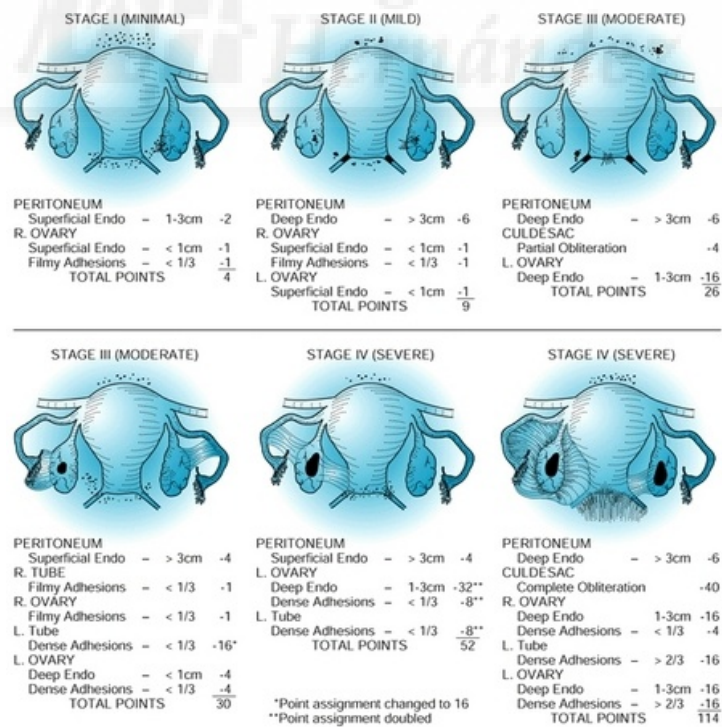 STAGE I (MINIMAL)
PERITONEUM
Superficial Endo – 1-3cm -2
R. OVARY
Superficial Endo – < 1cm -1
Filmy Adhesions – < 1/3 -1
TOTAL POINTS 4
STAGE II (MILD)
PERITONEUM
Deep Endo – > 3cm -6
R. OVARY
Superficial Endo – < 1cm -1
Filmy Adhesions – < 1/3 -1
L. OVARY
Superficial Endo – < 1cm -1
TOTAL POINTS 9
STAGE III (MODERATE)
PERITONEUM
Deep Endo – > 3cm -6
CULDESAC
Partial Obliteration -4
L. OVARY
Deep Endo – 1-3cm -16
TOTAL POINTS 26
STAGE III (MODERATE)
PERITONEUM
Superficial Endo – > 3cm -4
R. TUBE
Filmy Adhesions – < 1/3 -1
R. OVARY
Filmy Adhesions – < 1/3 -1
L. Tube
Dense Adhesions – < 1/3 -16*
L. OVARY
Deep Endo – < 1cm -4
Dense Adhesions – < 1/3 -4
TOTAL POINTS 30
STAGE IV (SEVERE)
PERITONEUM
Superficial Endo – > 3cm -4
L. OVARY
Deep Endo – 1-3cm -32**
Dense Adhesions – < 1/3 -8**
L. Tube
Dense Adhesions – < 1/3 -8**
TOTAL POINTS 52
*Point assignment changed to 16
**Point assignment doubled
STAGE IV (SEVERE)
PERITONEUM
Deep Endo – > 3cm -6
CULDESAC
Complete Obliteration -40
R. OVARY
Deep Endo 1-3cm -16
Dense Adhesions – < 1/3 -4
L. Tube
Dense Adhesions – > 2/3 -16
L. OVARY
Deep Endo – 1-3cm -16
Dense Adhesions – > 2/3 -16
TOTAL POINTS 114
Hernández